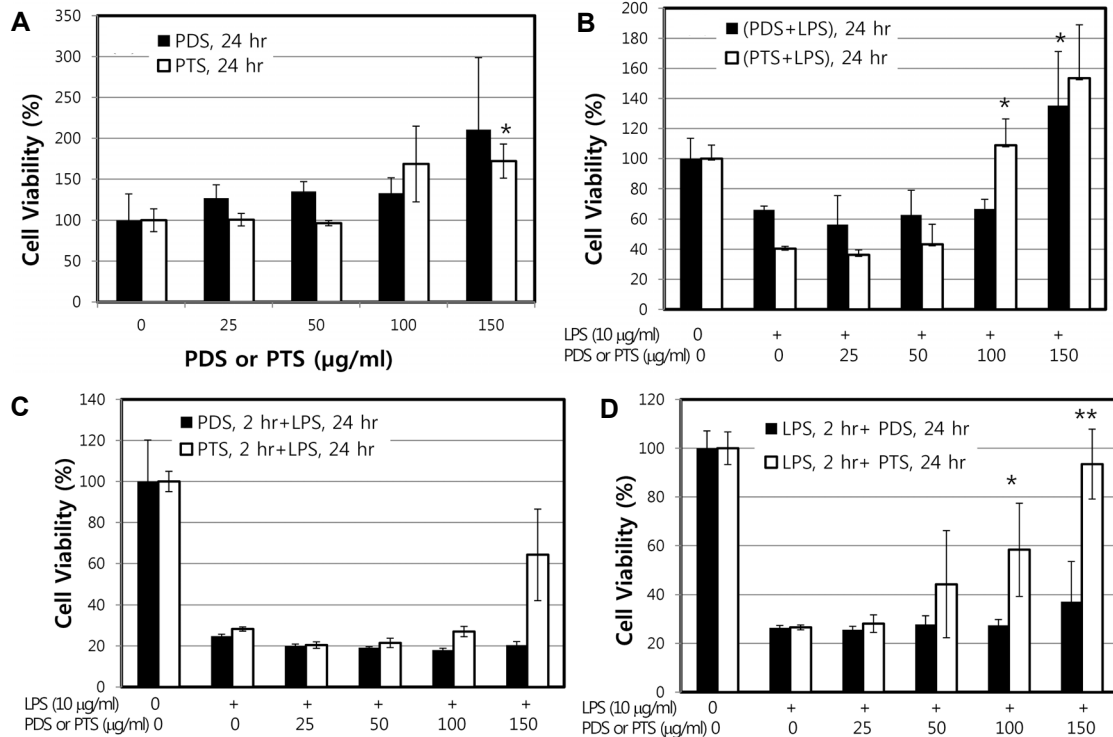 A
PDS, 24 hr
PTS, 24 hr
Cell Viability (%)
350
300
250
200
150
100
50
0
*
0 25 50 100 150
PDS or PTS (μg/ml)
B
(PDS+LPS), 24 hr
(PTS+LPS), 24 hr
Cell Viability (%)
200
180
160
140
120
100
80
60
40
20
0
*
*
LPS (10 μg/ml) 0 + + + + +
PDS or PTS (μg/ml) 0 0 25 50 100 150
C
PDS, 2 hr+LPS, 24 hr
PTS, 2 hr+LPS, 24 hr
Cell Viability (%)
140
120
100
80
60
40
20
0
LPS (10 μg/ml) 0 + + + + +
PDS or PTS (μg/ml) 0 0 25 50 100 150
D
LPS, 2 hr+ PDS, 24 hr
LPS, 2 hr+ PTS, 24 hr
Cell Viability (%)
120
100
80
60
40
20
0
*
**
LPS (10 μg/ml) 0 + + + + +
PDS or PTS (μg/ml) 0 0 25 50 100 150